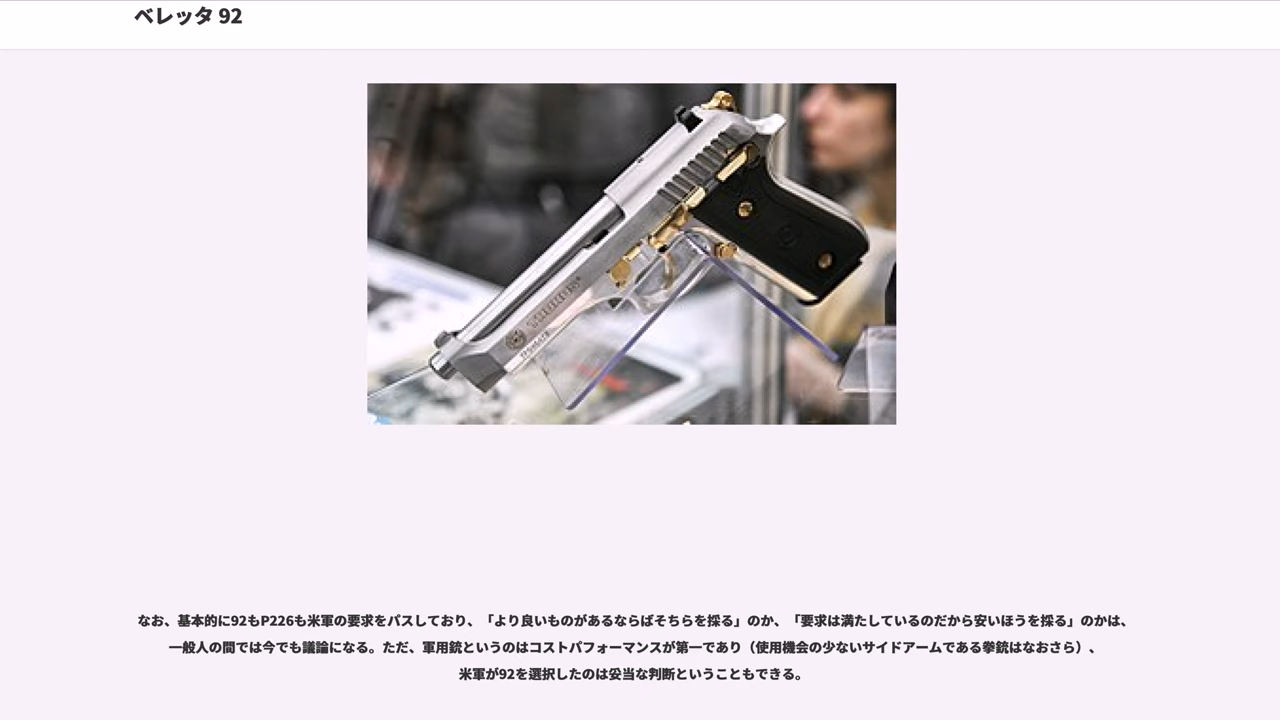 ベレッタ 92
なお、基本的に92もP226も米軍の要求をパスしており、「より良いものがあるならばそちらを採る」のか、「要求は満たしているのだから安いほうを採る」のかは、
一般人の間では今でも議論になる。ただ、軍用銃というのはコストパフォーマンスが第一であり（使用機会の少ないサイドアームである拳銃はなおさら）、
米軍が92を選択したのは妥当な判断ということもできる。